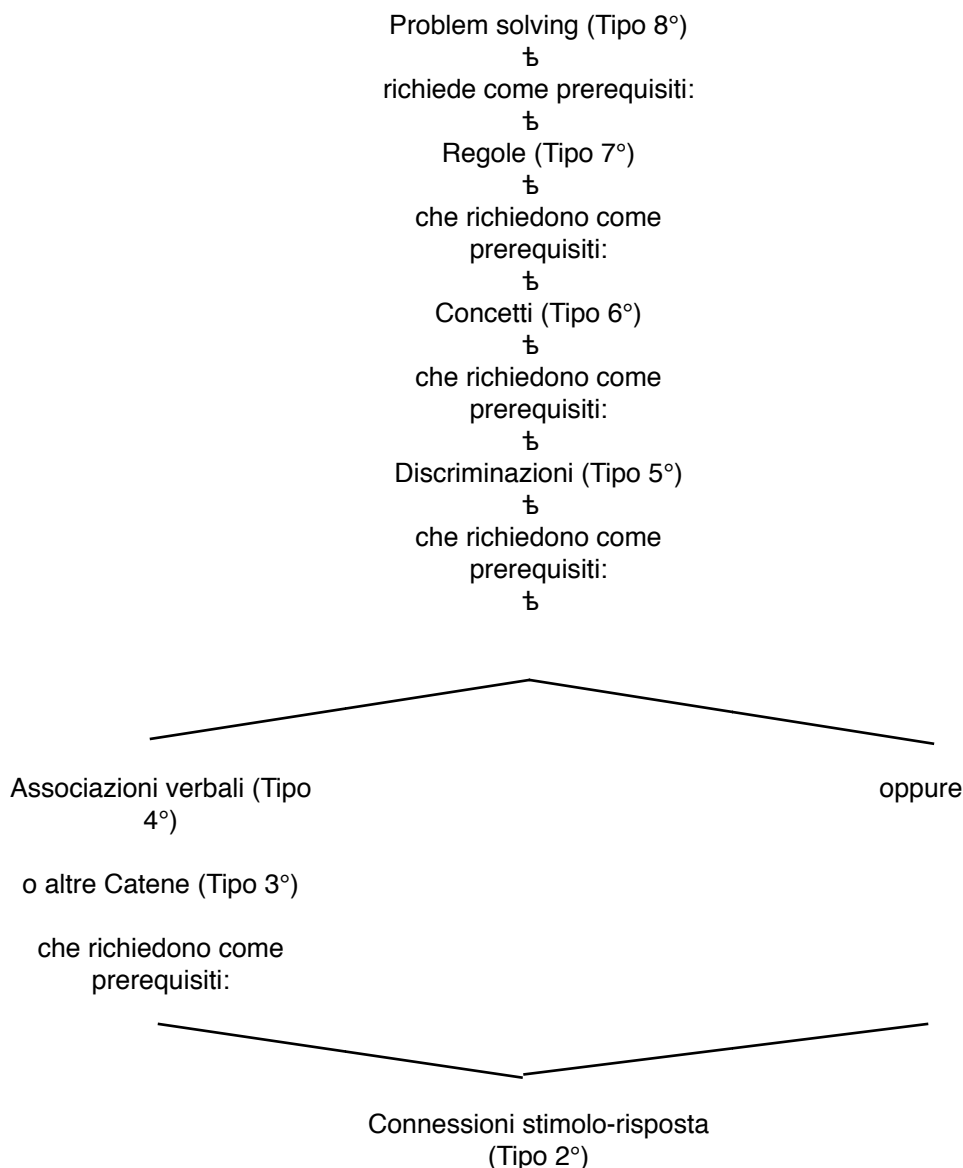 Problem solving (Tipo 8°)
ѣ
richiede come prerequisiti:
ѣ
Regole (Tipo 7°)
ѣ
che richiedono come
prerequisiti:
ѣ
Concetti (Tipo 6°)
ѣ
che richiedono come
prerequisiti:
ѣ
Discriminazioni (Tipo 5°)
ѣ
che richiedono come
prerequisiti:
ѣ
Associazioni verbali (Tipo
4°)
oppure
o altre Catene (Tipo 3°)
che richiedono come
prerequisiti:
Connessioni stimolo-risposta
(Tipo 2°)